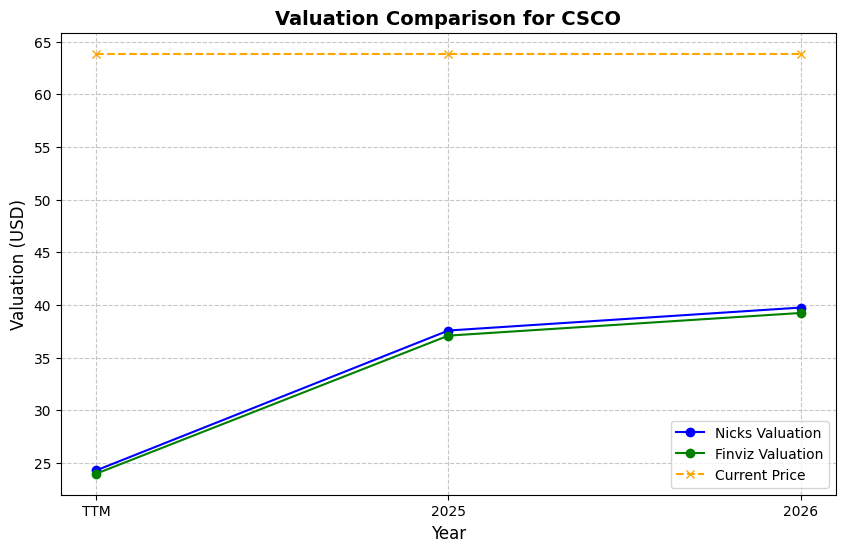 Valuation Comparison for CSCO
Valuation (USD)
65
60
55
50
45
40
35
30
25
TTM
2025
2026
Year
Nicks Valuation
Finviz Valuation
Current Price